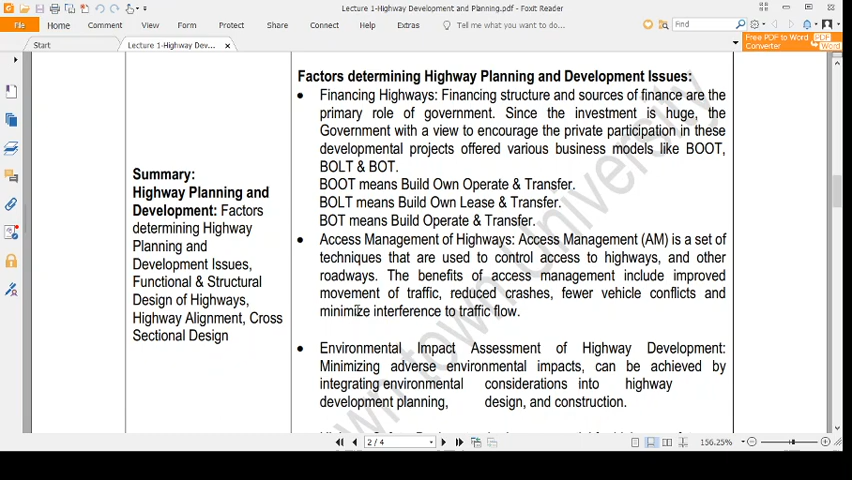 Lecture 1-Highway Development and Planning.pdf - Foxit Reader
File Home Comment View Form Protect Share Connect Help Extras Tell me what you want to do... Find
Start Lecture 1-Highway Dev... Free PDF to Word Converter PDF Word
Factors determining Highway Planning and Development Issues:
• Financing Highways: Financing structure and sources of finance are the
primary role of government. Since the investment is huge, the
Government with a view to encourage the private participation in these
developmental projects offered various business models like BOOT,
BOLT & BOT.
BOOT means Build Own Operate & Transfer.
BOLT means Build Own Lease & Transfer.
BOT means Build Operate & Transfer.
• Access Management of Highways: Access Management (AM) is a set of
techniques that are used to control access to highways, and other
roadways. The benefits of access management include improved
movement of traffic, reduced crashes, fewer vehicle conflicts and
minimize interference to traffic flow.
• Environmental Impact Assessment of Highway Development:
Minimizing adverse environmental impacts, can be achieved by
integrating environmental considerations into highway
development planning, design, and construction.
Summary:
Highway Planning and
Development: Factors
determining Highway
Planning and
Development Issues,
Functional & Structural
Design of Highways,
Highway Alignment, Cross
Sectional Design
town University
2 / 4
156.25%